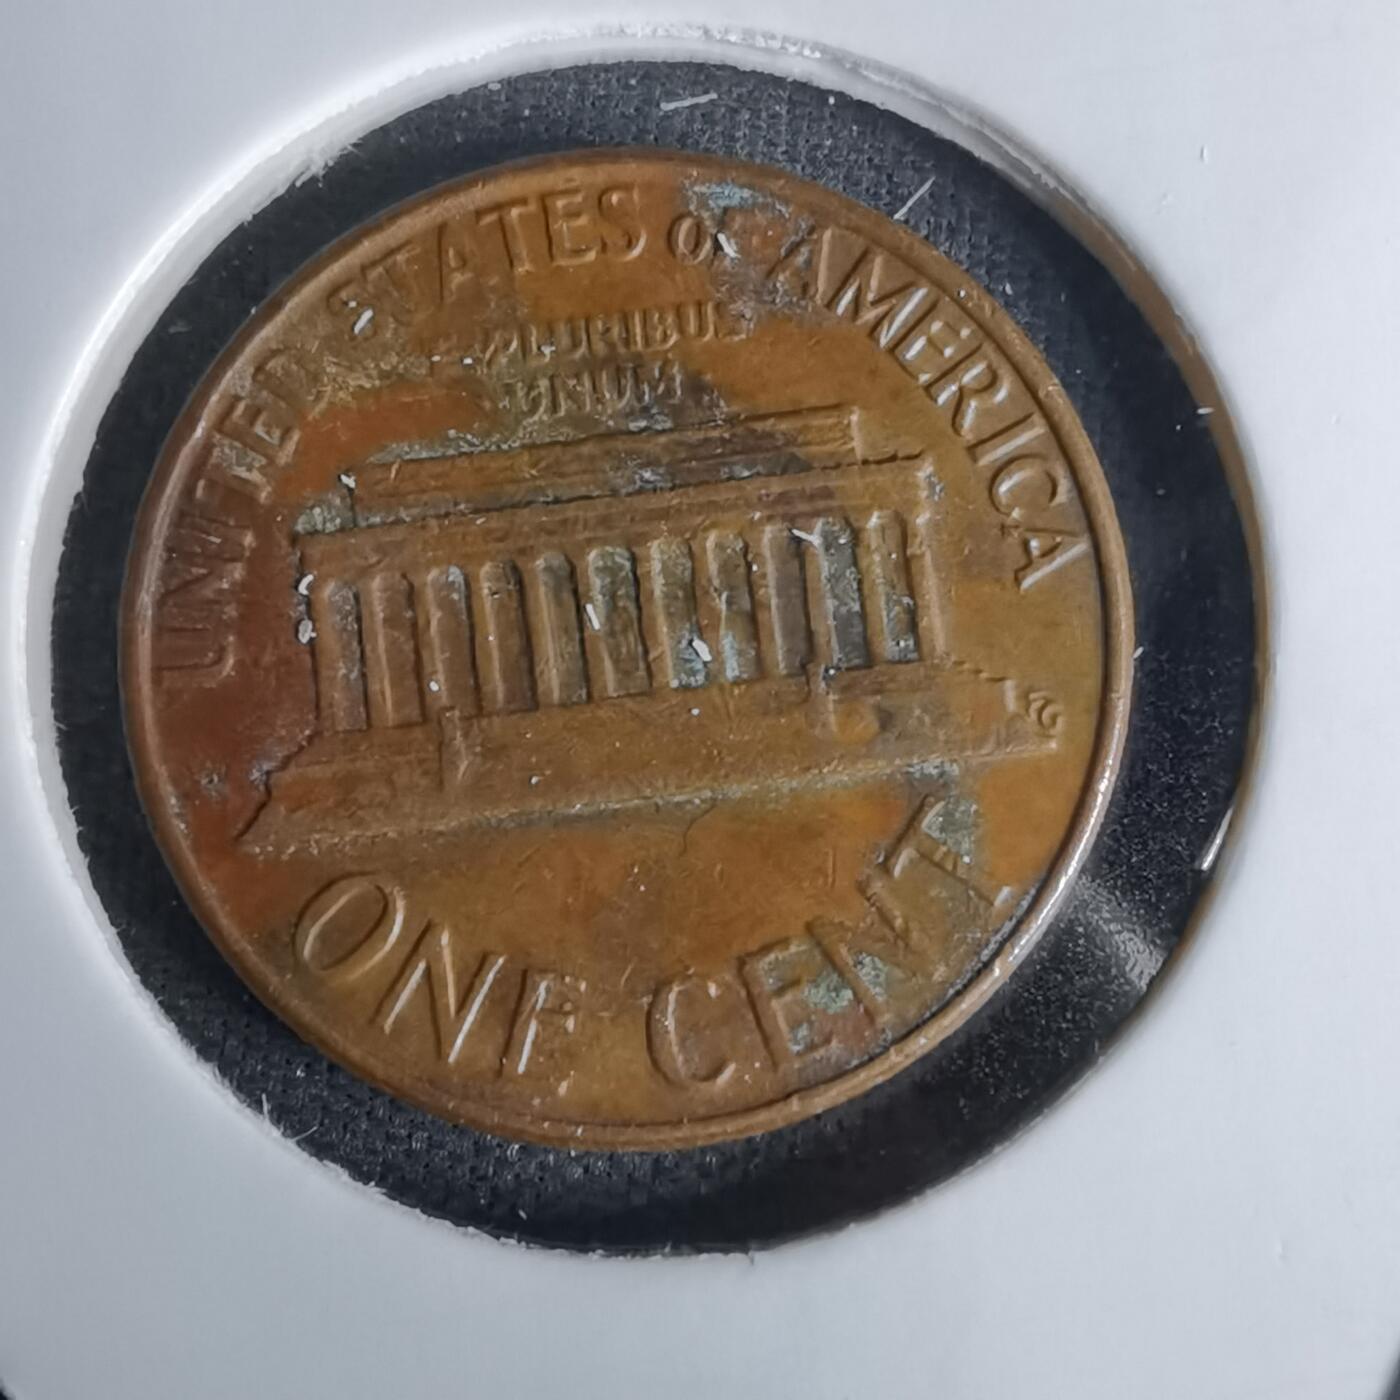 UNITED STATES OF AMERICA
PLURIBUS
UNUM
ONE CENT